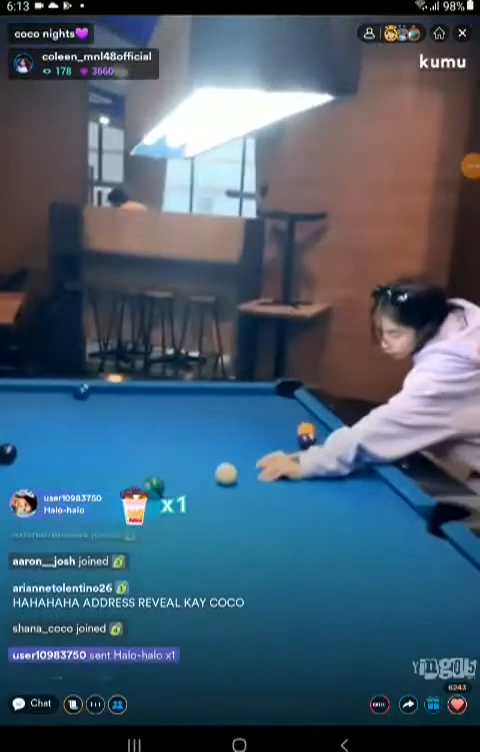 6:13
98%
coco nights💜
coleen_mnl48official
178 3660
kumu
user10983750
Halo-halo
x1
aaron__josh joined
ariannetolentino26
HAHAHAHA ADDRESS REVEAL KAY COCO
shana_coco joined
user10983750 sent Halo-halo x1
6243
Chat